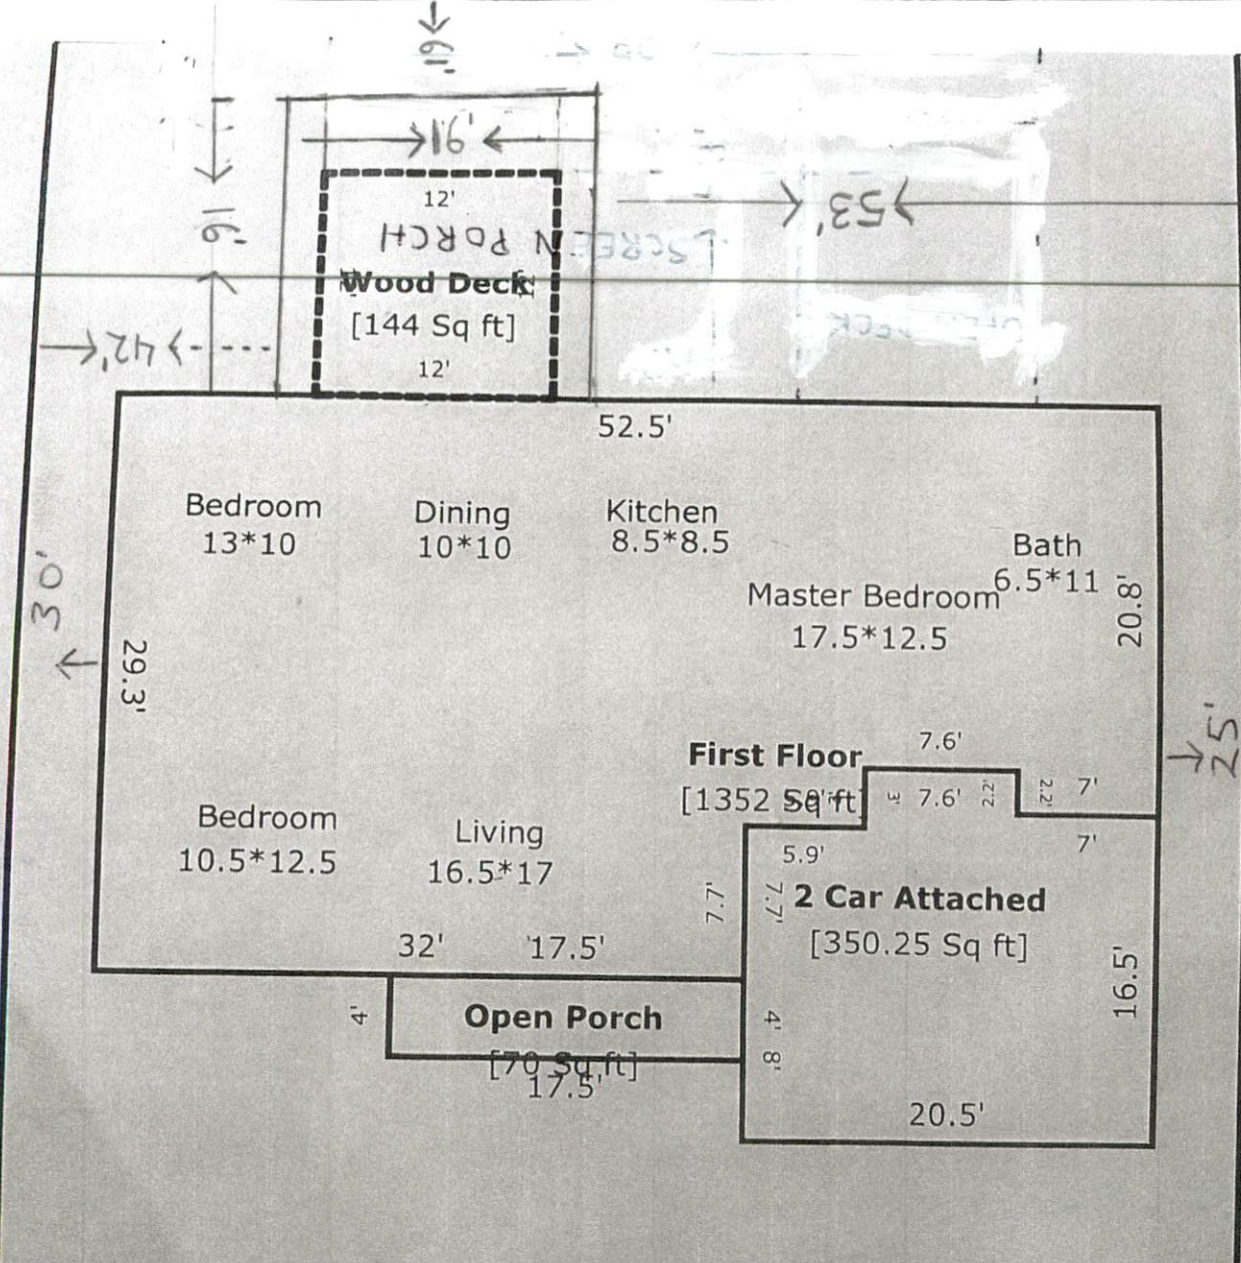 16'
12'
SCREEN PORCH
Wood Deck
[144 Sq ft]
12'
16'
42'
53'
52.5'
Bedroom
13*10
Dining
10*10
Kitchen
8.5*8.5
Bath
6.5*11
Master Bedroom
17.5*12.5
20.8'
30'
29.3'
25'
First Floor
[1352 Sq ft]
7.6'
3'
7.6'
2.2'
2.2'
7'
7'
5.9'
Bedroom
10.5*12.5
Living
16.5*17
7.7'
7.7'
2 Car Attached
[350.25 Sq ft]
32'
17.5'
16.5'
4'
Open Porch
[70 Sq ft]
17.5'
4'
8'
20.5'